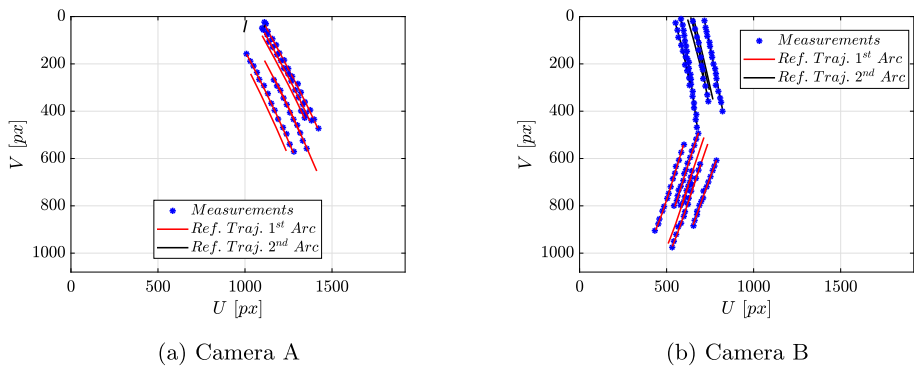 0
200
400
600
800
1000
V [px]
Measurements
Ref. Traj. 1st Arc
Ref. Traj. 2nd Arc
0 500 1000 1500
U [px]
(a) Camera A
0
200
400
600
800
1000
V [px]
Measurements
Ref. Traj. 1st Arc
Ref. Traj. 2nd Arc
0 500 1000 1500
U [px]
(b) Camera B